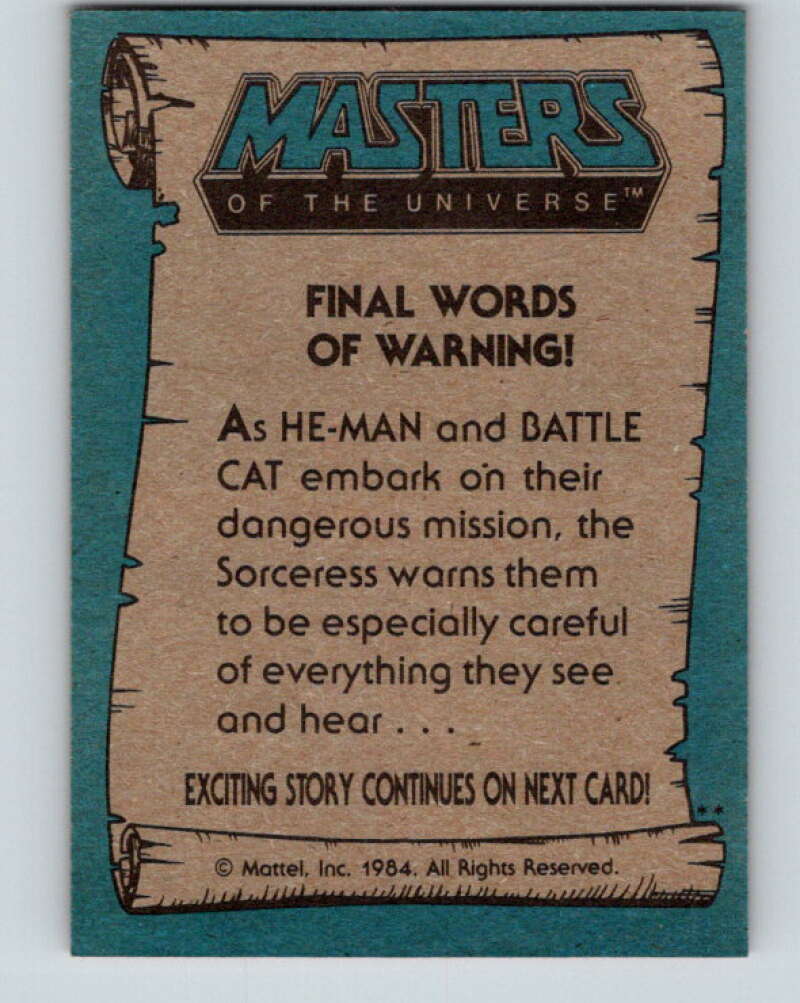 MASTERS
OF THE UNIVERSE™
FINAL WORDS
OF WARNING!
As HE-MAN and BATTLE
CAT embark on their
dangerous mission, the
Sorceress warns them
to be especially careful
of everything they see
and hear . . .
EXCITING STORY CONTINUES ON NEXT CARD!
**
© Mattel, Inc. 1984. All Rights Reserved.